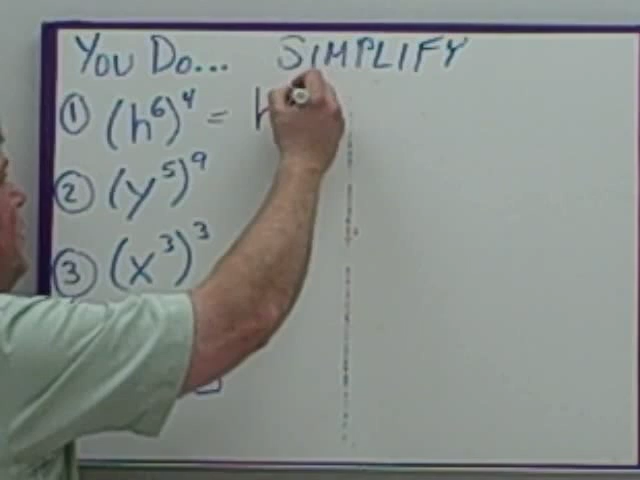 You Do... SIMPLIFY
① (h⁶)⁴ = h
② (y⁵)⁹
③ (x³)³